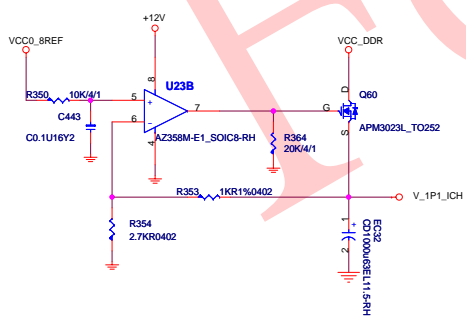 +12V
VCC0_8REF
VCC_DDR
R350 10K/4/1
C443
C0.1U16Y2
8
5
+
6
-
4
7
U23B
AZ358M-E1_SOIC8-RH
R364
20K/4/1
D
G
S
Q60
APM3023L_TO252
R353 1KR1%0402
V_1P1_ICH
R354
2.7KR0402
1
+
2
EC32
CD1000u63EL11.5-RH